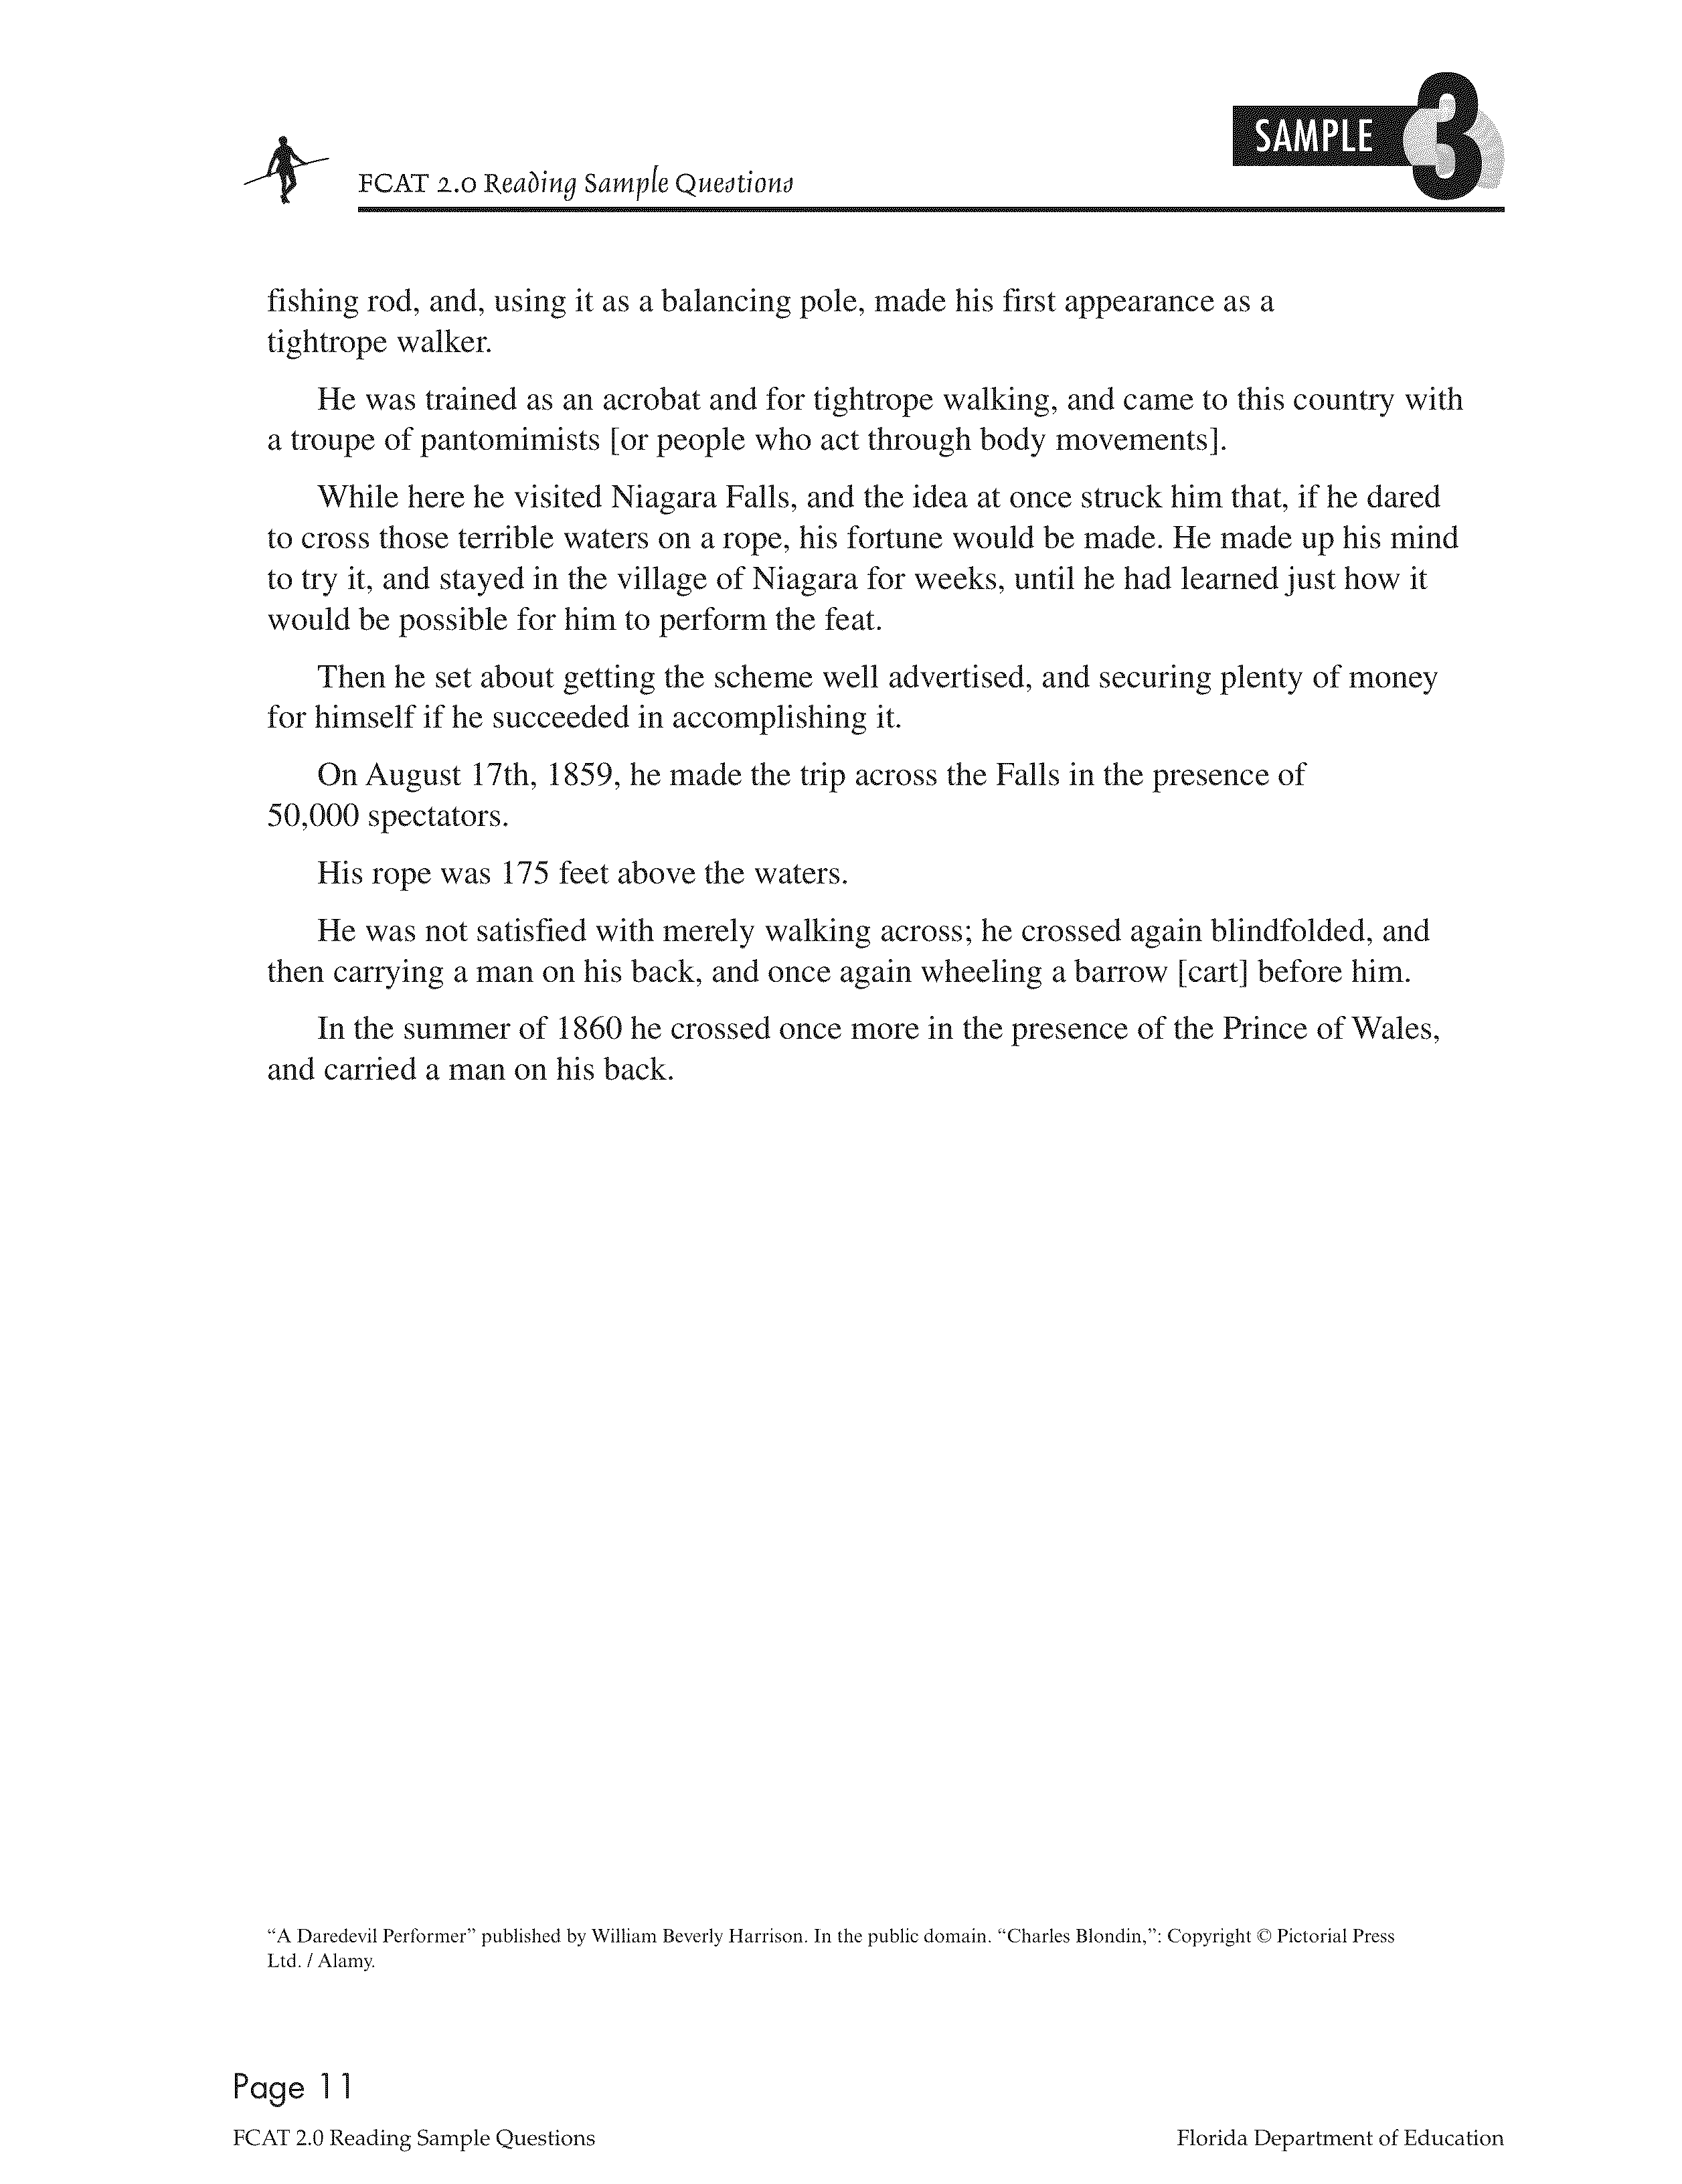 SAMPLE 3
FCAT 2.0 Reading Sample Questions
fishing rod, and, using it as a balancing pole, made his first appearance as a
tightrope walker.
He was trained as an acrobat and for tightrope walking, and came to this country with
a troupe of pantomimists [or people who act through body movements].
While here he visited Niagara Falls, and the idea at once struck him that, if he dared
to cross those terrible waters on a rope, his fortune would be made. He made up his mind
to try it, and stayed in the village of Niagara for weeks, until he had learned just how it
would be possible for him to perform the feat.
Then he set about getting the scheme well advertised, and securing plenty of money
for himself if he succeeded in accomplishing it.
On August 17th, 1859, he made the trip across the Falls in the presence of
50,000 spectators.
His rope was 175 feet above the waters.
He was not satisfied with merely walking across; he crossed again blindfolded, and
then carrying a man on his back, and once again wheeling a barrow [cart] before him.
In the summer of 1860 he crossed once more in the presence of the Prince of Wales,
and carried a man on his back.
“A Daredevil Performer” published by William Beverly Harrison. In the public domain. “Charles Blondin,”: Copyright © Pictorial Press
Ltd. / Alamy.
Page 11
FCAT 2.0 Reading Sample Questions
Florida Department of Education